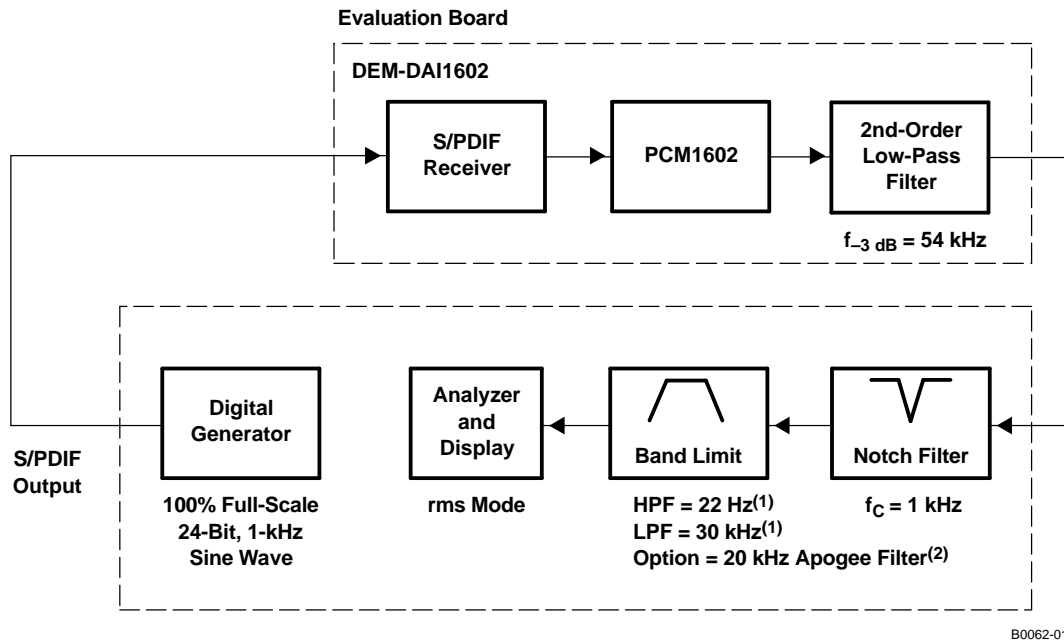 Evaluation Board
DEM-DAI1602
S/PDIF
Receiver
PCM1602
2nd-Order
Low-Pass
Filter
f–3 dB = 54 kHz
S/PDIF
Output
Digital
Generator
100% Full-Scale
24-Bit, 1-kHz
Sine Wave
Analyzer
and
Display
rms Mode
Band Limit
HPF = 22 Hz(1)
LPF = 30 kHz(1)
Option = 20 kHz Apogee Filter(2)
Notch Filter
fC = 1 kHz
B0062-01